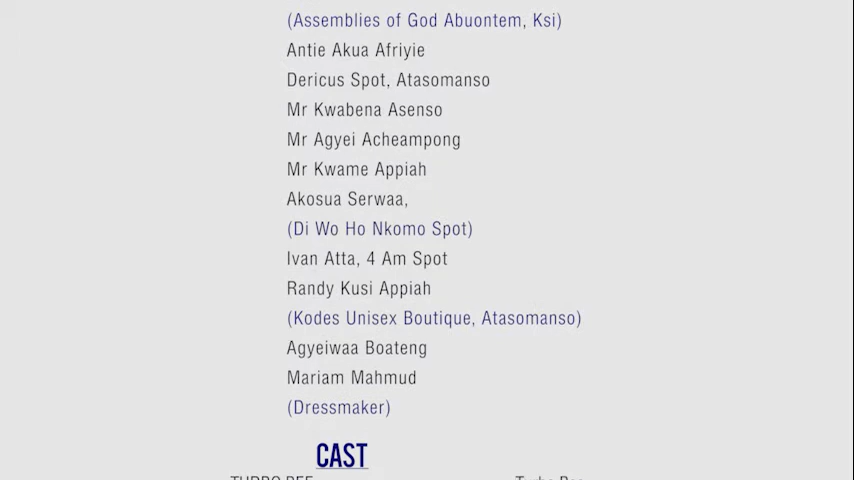 (Assemblies of God Abuontem, Ksi)
Antie Akua Afriyie
Dericus Spot, Atasomanso
Mr Kwabena Asenso
Mr Agyei Acheampong
Mr Kwame Appiah
Akosua Serwaa,
(Di Wo Ho Nkomo Spot)
Ivan Atta, 4 Am Spot
Randy Kusi Appiah
(Kodes Unisex Boutique, Atasomanso)
Agyeiwaa Boateng
Mariam Mahmud
(Dressmaker)
CAST